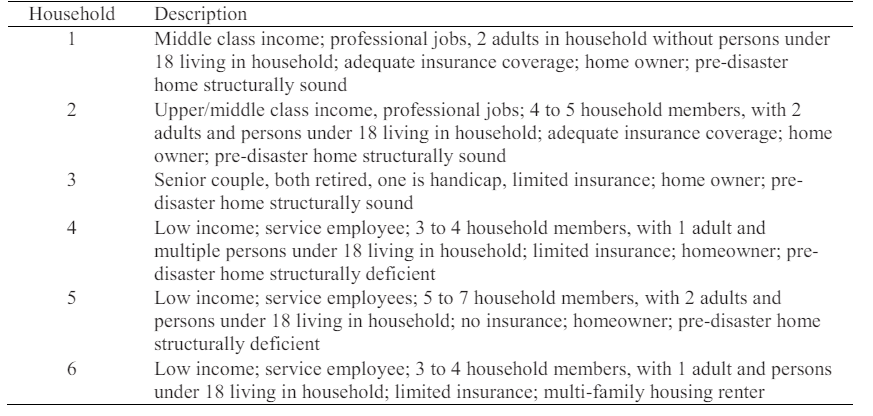 Household Description
1 Middle class income; professional jobs, 2 adults in household without persons under
18 living in household; adequate insurance coverage; home owner; pre-disaster
home structurally sound
2 Upper/middle class income, professional jobs; 4 to 5 household members, with 2
adults and persons under 18 living in household; adequate insurance coverage; home
owner; pre-disaster home structurally sound
3 Senior couple, both retired, one is handicap, limited insurance; home owner; pre-
disaster home structurally sound
4 Low income; service employee; 3 to 4 household members, with 1 adult and
multiple persons under 18 living in household; limited insurance; homeowner; pre-
disaster home structurally deficient
5 Low income; service employees; 5 to 7 household members, with 2 adults and
persons under 18 living in household; no insurance; homeowner; pre-disaster home
structurally deficient
6 Low income; service employee; 3 to 4 household members, with 1 adult and persons
under 18 living in household; limited insurance; multi-family housing renter